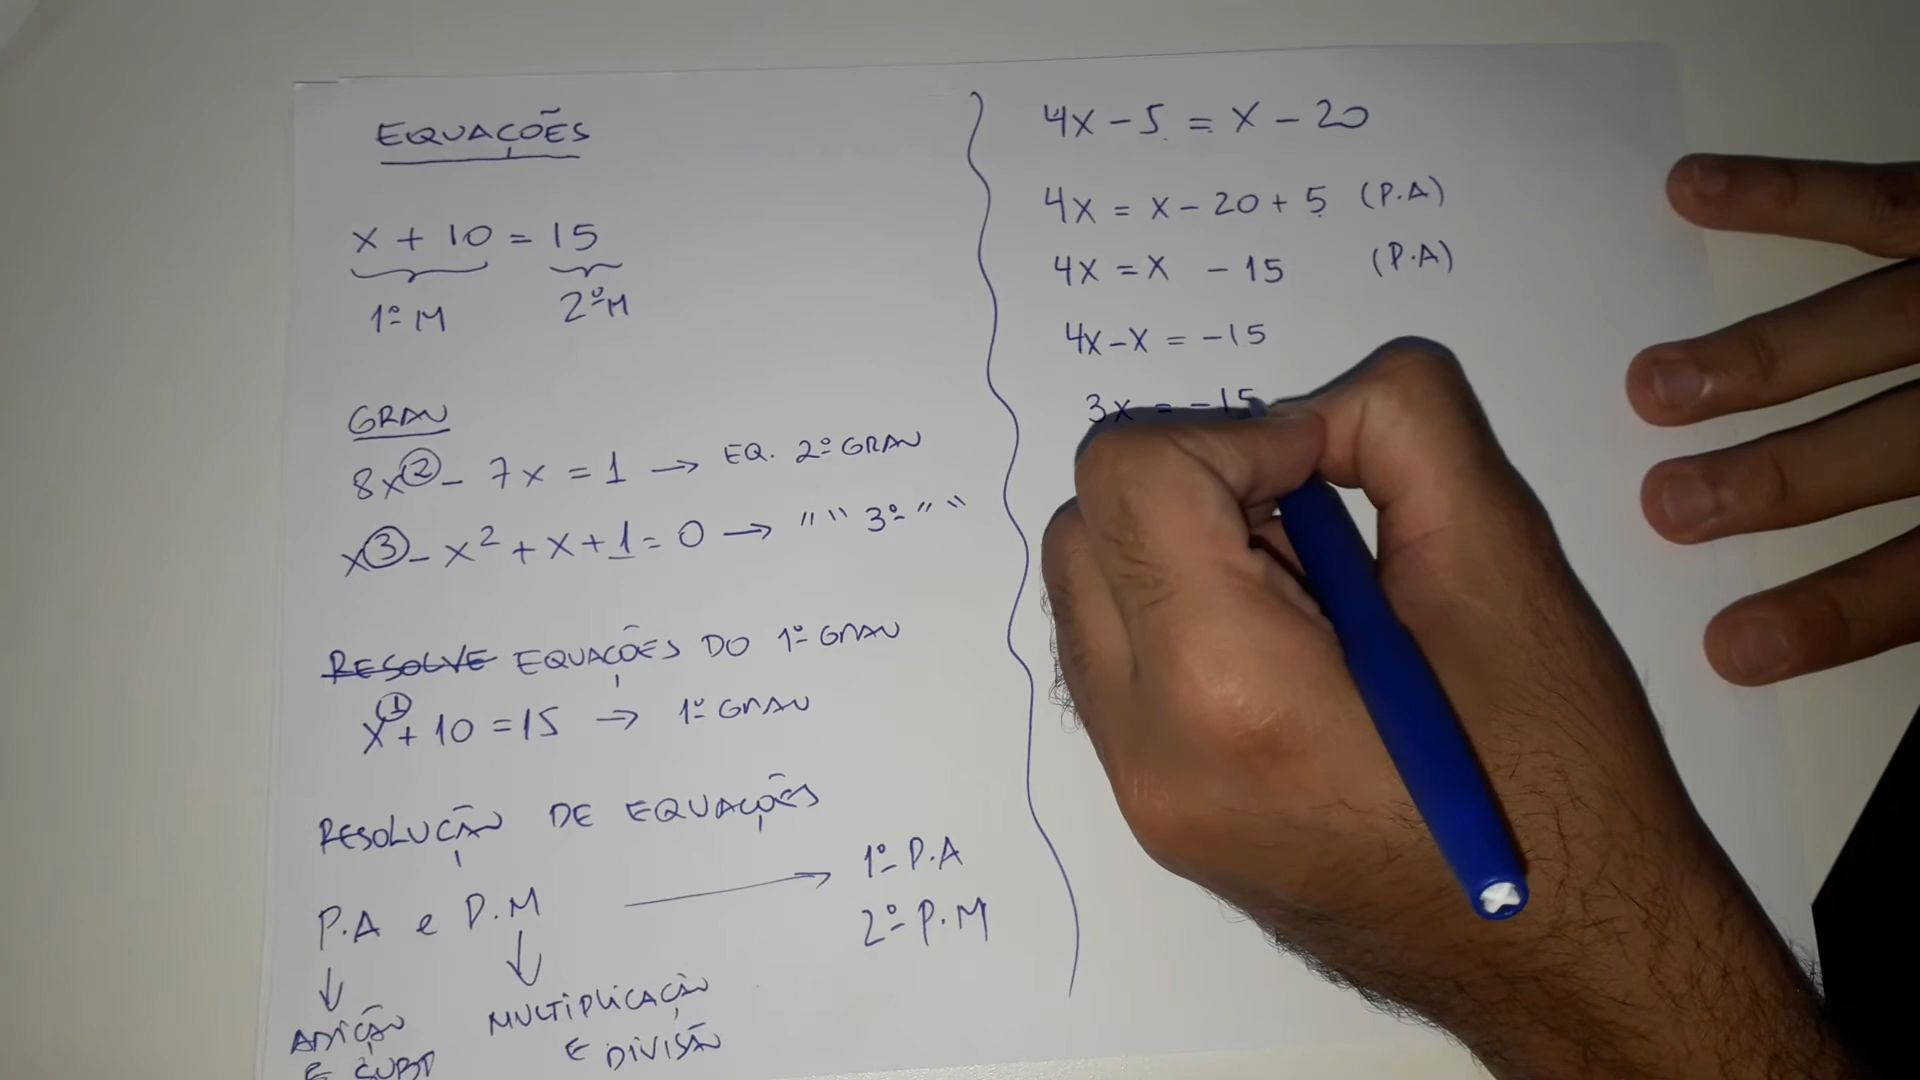 EQUAÇÕES
x + 10 = 15
1º M 2º M
GRAU
8x² - 7x = 1 → EQ. 2º GRAU
x³ - x² + x + 1 = 0 → " " 3º " "
RESOLVE EQUAÇÕES DO 1º GRAU
x¹ + 10 = 15 → 1º GRAU
RESOLUÇÃO DE EQUAÇÕES
P.A e P.M → 1º P.A
2º P.M
↓ ↓
ADIÇÃO MULTIPLICAÇÃO
E SUBT E DIVISÃO
4x - 5 = x - 20
4x = x - 20 + 5 (P.A)
4x = x - 15 (P.A)
4x - x = -15
3x = -15